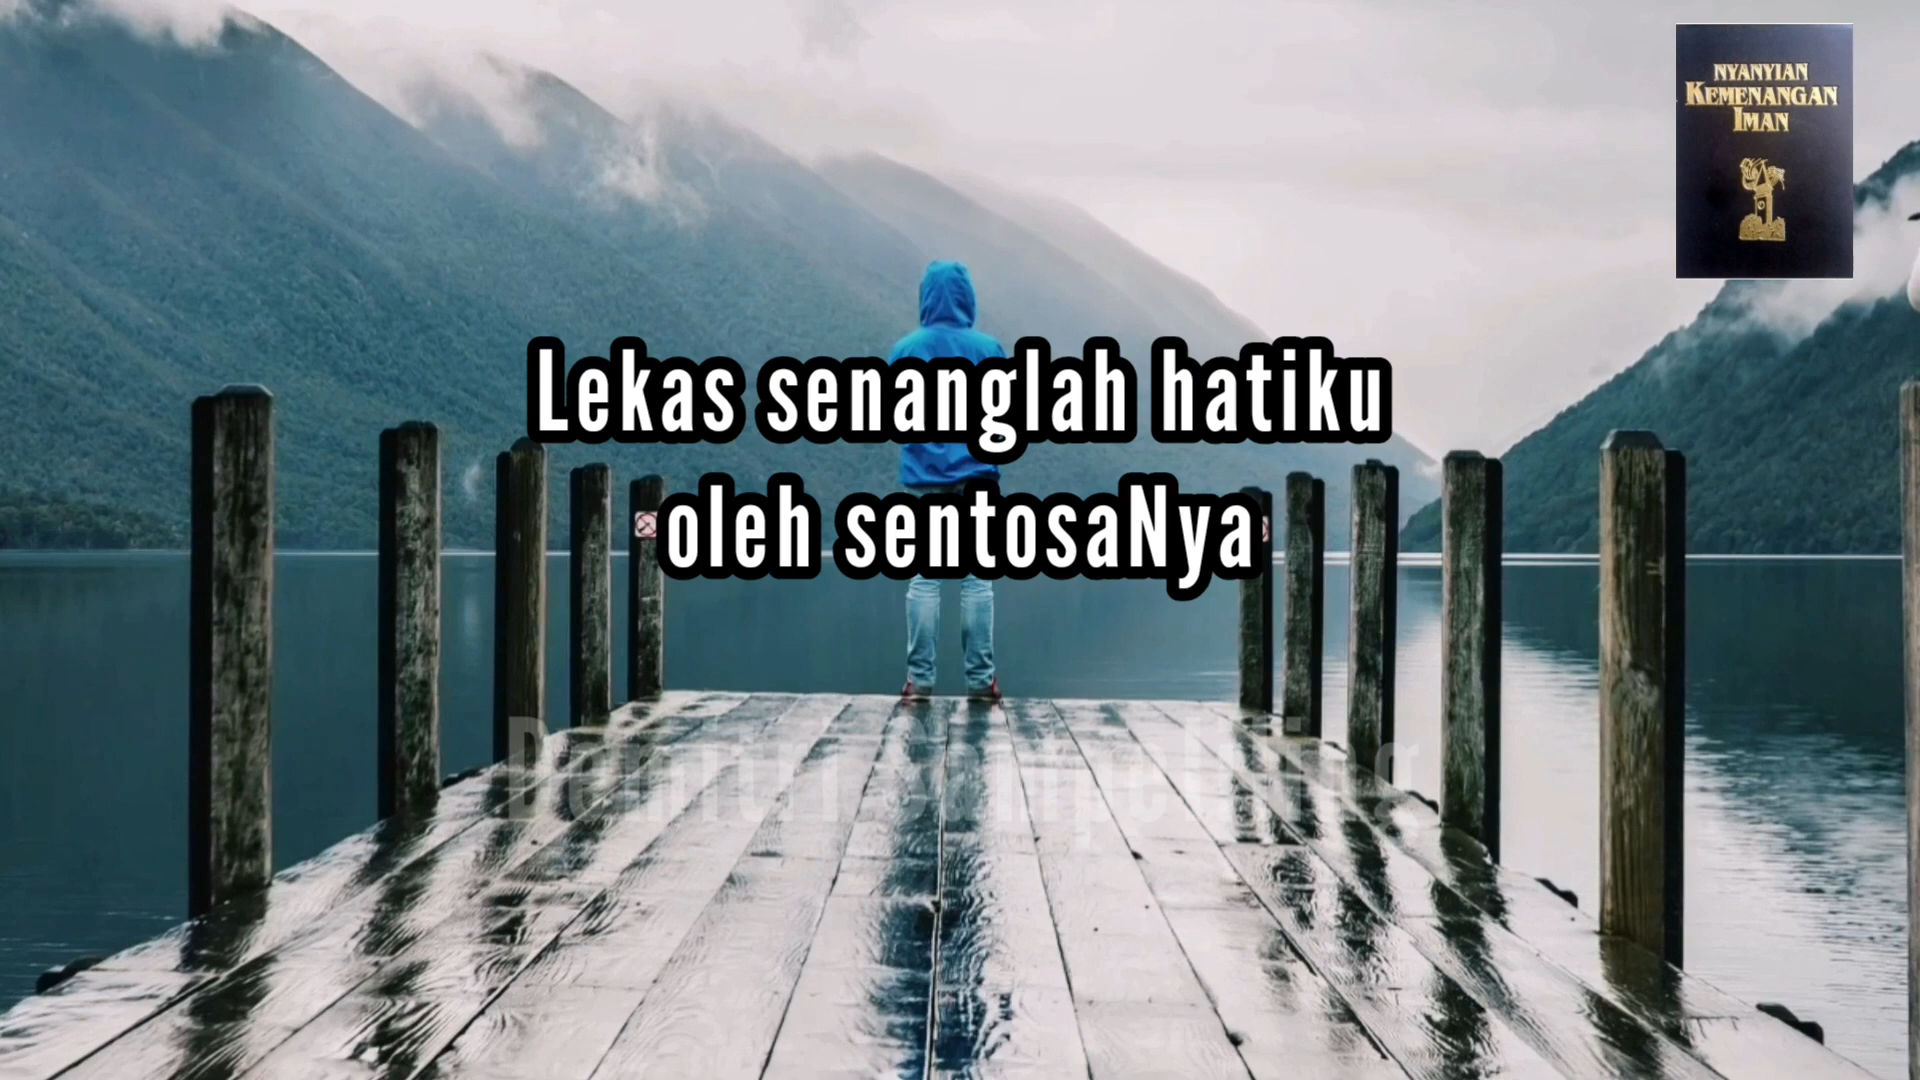 NYANYIAN
KEMENANGAN
IMAN
Lekas senanglah hatiku
oleh sentosaNya